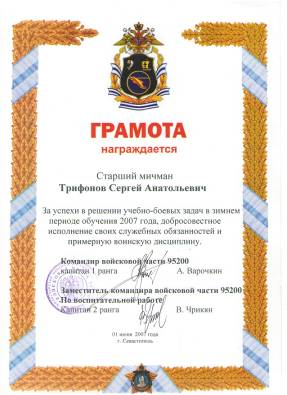 ГРАМОТА
награждается
Старший мичман
Трифонов Сергей Анатольевич
За успехи в решении учебно-боевых задач в зимнем
периоде обучения 2007 года, добросовестное
исполнение своих служебных обязанностей и
примерную воинскую дисциплину.
Командир войсковой части 95200
капитан 1 ранга А. Варочкин
Заместитель командира войсковой части 95200
По воспитательной работе
Капитан 2 ранга В. Чрикин
01 июня 2007 года
г. Севастополь